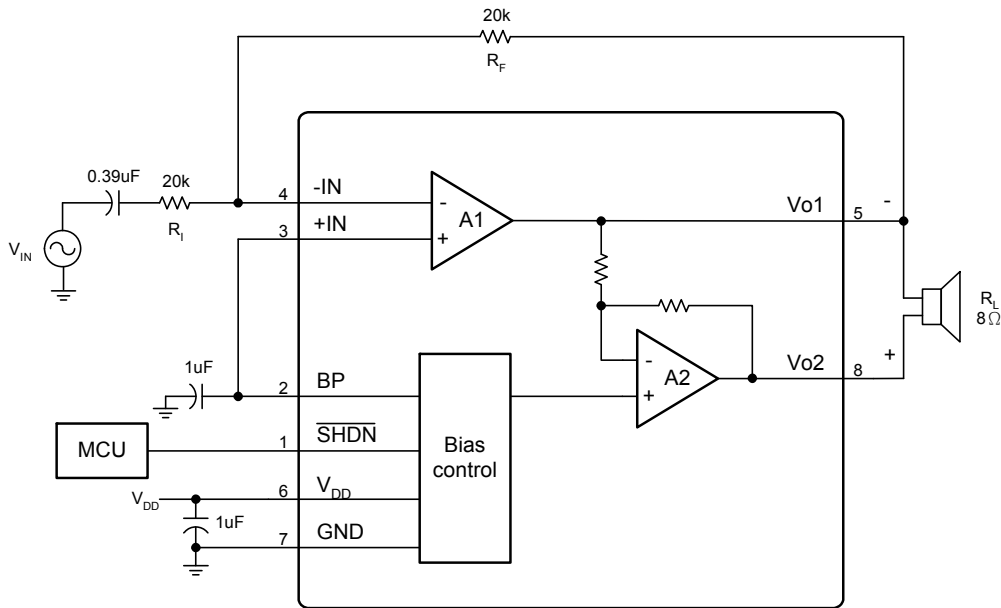 20k
R_F
0.39uF
20k
R_I
V_IN
4
-IN
3
+IN
-
+
A1
Vo1
5
-
R_L
8Ω
+
-
+
A2
Vo2
8
1uF
2
BP
MCU
1
SHDN
Bias
control
V_DD
6
V_DD
1uF
7
GND